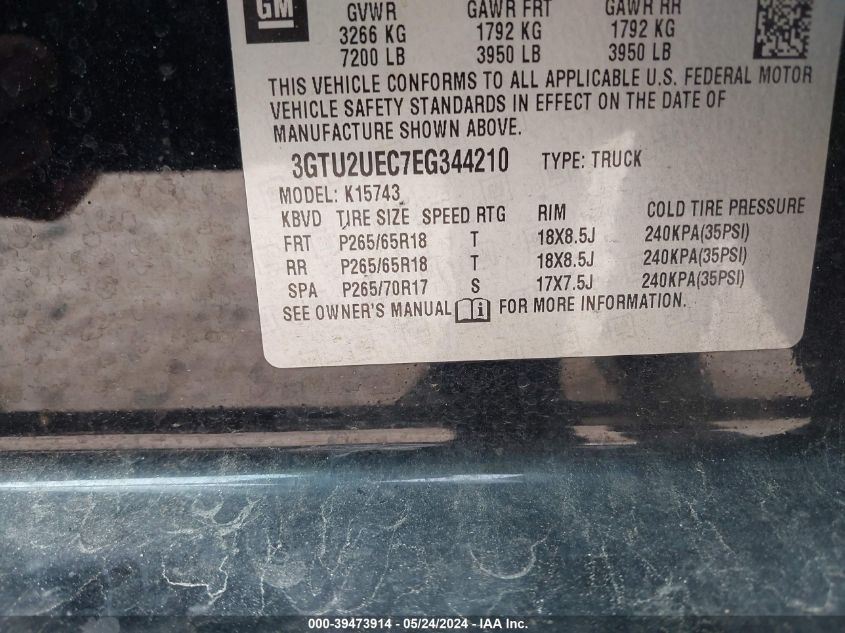 GM
GVWR GAWR FRT GAWR RR
3266 KG 1792 KG 1792 KG
7200 LB 3950 LB 3950 LB
THIS VEHICLE CONFORMS TO ALL APPLICABLE U.S. FEDERAL MOTOR
VEHICLE SAFETY STANDARDS IN EFFECT ON THE DATE OF
MANUFACTURE SHOWN ABOVE.
3GTU2UEC7EG344210 TYPE: TRUCK
MODEL: K15743
KBVD TIRE SIZE SPEED RTG RIM COLD TIRE PRESSURE
FRT P265/65R18 T 18X8.5J 240KPA(35PSI)
RR P265/65R18 T 18X8.5J 240KPA(35PSI)
SPA P265/70R17 S 17X7.5J 240KPA(35PSI)
SEE OWNER'S MANUAL FOR MORE INFORMATION.
000-39473914 - 05/24/2024 - IAA Inc.